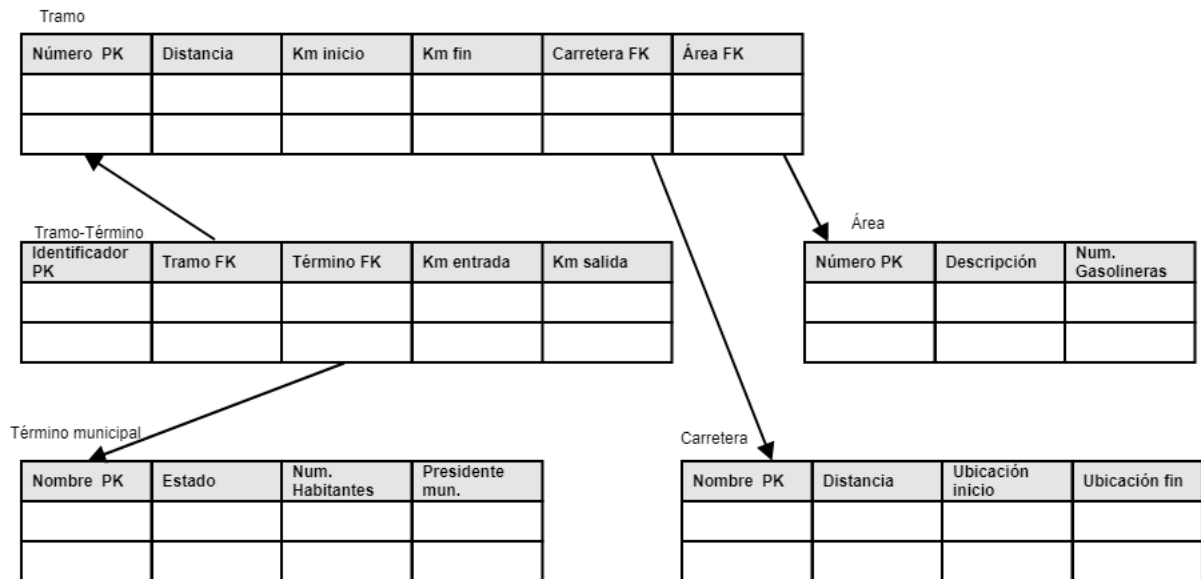 Tramo
Número PK Distancia Km inicio Km fin Carretera FK Área FK
Tramo-Término
Identificador PK Tramo FK Término FK Km entrada Km salida
Área
Número PK Descripción Num. Gasolineras
Término municipal
Nombre PK Estado Num. Habitantes Presidente mun.
Carretera
Nombre PK Distancia Ubicación inicio Ubicación fin